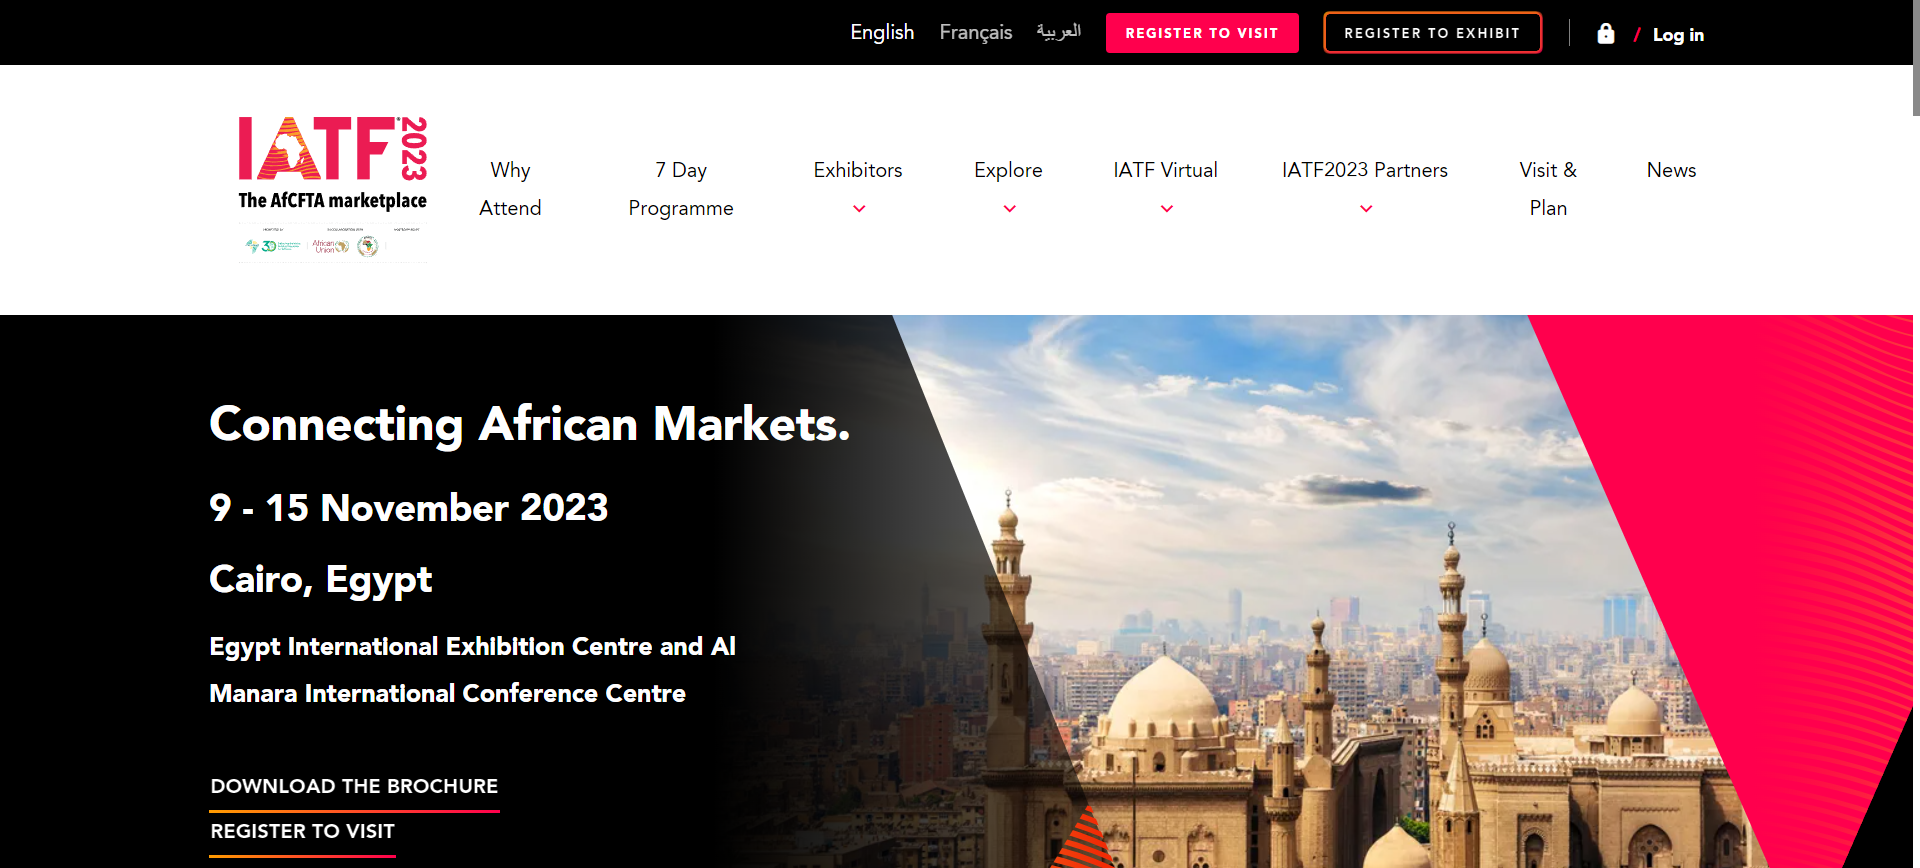 English Français العربية REGISTER TO VISIT REGISTER TO EXHIBIT / Log in
IATF 2023
The AfCFTA marketplace
African
Union
Why
Attend
7 Day
Programme
Exhibitors
Explore
IATF Virtual
IATF2023 Partners
Visit &
Plan
News
Connecting African Markets.
9 - 15 November 2023
Cairo, Egypt
Egypt International Exhibition Centre and Al
Manara International Conference Centre
DOWNLOAD THE BROCHURE
REGISTER TO VISIT